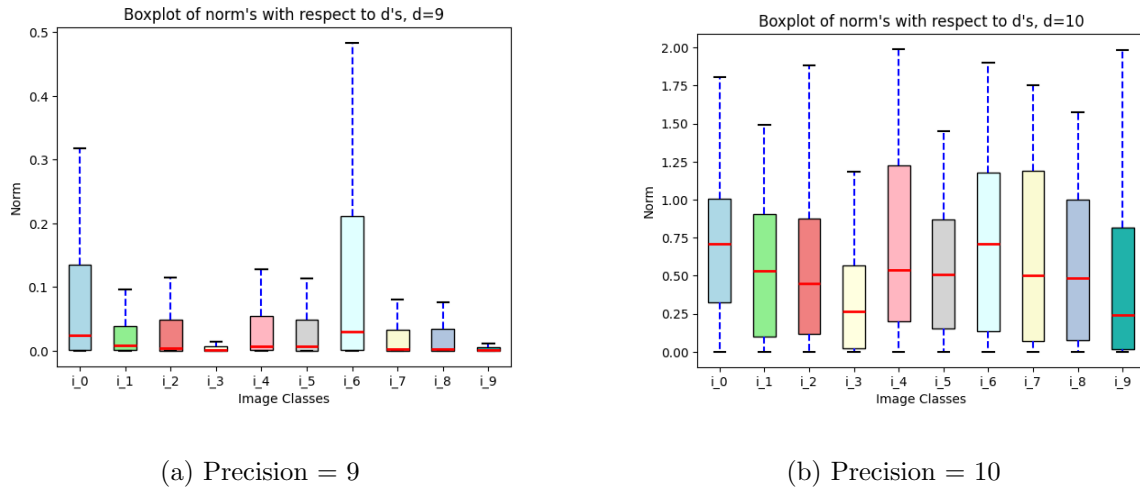 Boxplot of norm's with respect to d's, d=9
0.5
0.4
0.3
0.2
0.1
0.0
Norm
i_0 i_1 i_2 i_3 i_4 i_5 i_6 i_7 i_8 i_9
Image Classes
(a) Precision = 9
Boxplot of norm's with respect to d's, d=10
2.00
1.75
1.50
1.25
1.00
0.75
0.50
0.25
0.00
Norm
i_0 i_1 i_2 i_3 i_4 i_5 i_6 i_7 i_8 i_9
Image Classes
(b) Precision = 10